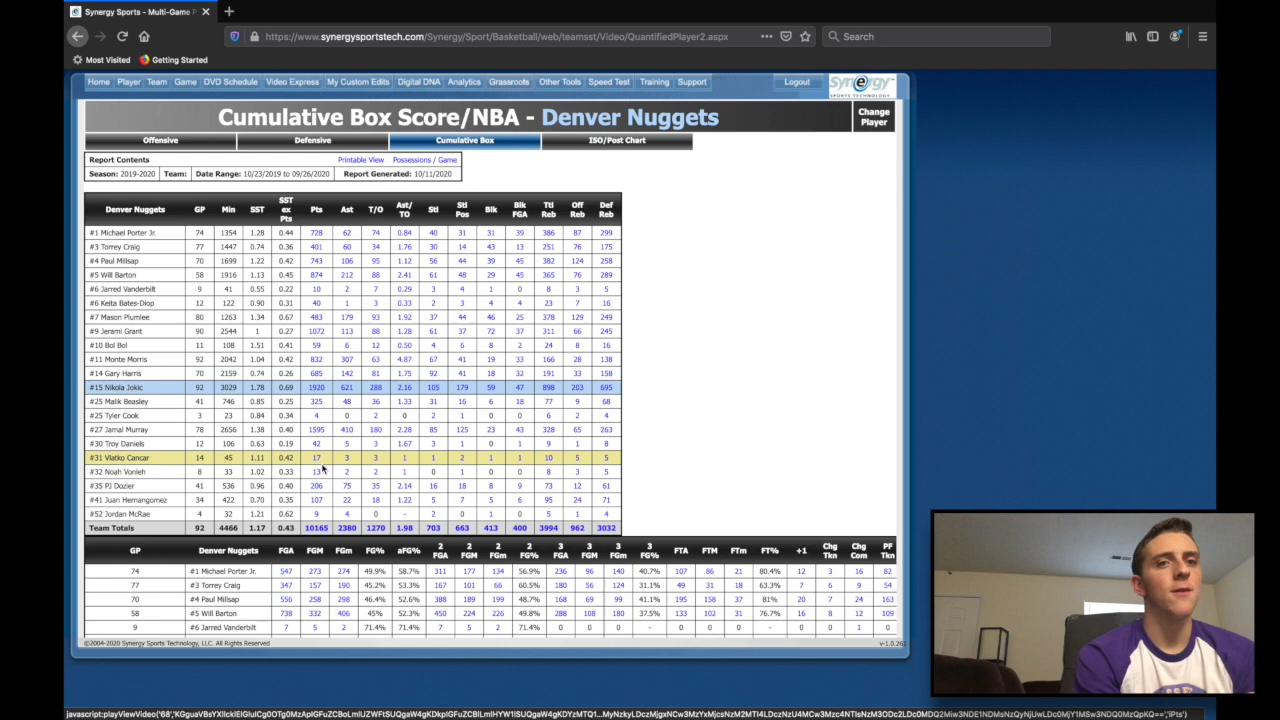 Synergy Sports - Multi-Game P
https://www.synergysportstech.com/Synergy/Sport/Basketball/web/teamsst/Video/QuantifiedPlayer2.aspx
Search
Most Visited Getting Started
Home Player Team Game DVD Schedule Video Express My Custom Edits Digital DNA Analytics Grassroots Other Tools Speed Test Training Support Logout
Synergy
SPORTS TECHNOLOGY
Cumulative Box Score/NBA - Denver Nuggets
Change Player
Offensive Defensive Cumulative Box ISO/Post Chart
Report Contents Printable View Possessions / Game
Season: 2019-2020 Team: Date Range: 10/23/2019 to 09/26/2020 Report Generated: 10/11/2020
Denver Nuggets GP Min SST SST ex Pts Pts Ast T/O Ast/TO Stl Stl Pos Blk Blk FGA Ttl Reb Off Reb Def Reb
#1 Michael Porter Jr. 74 1354 1.28 0.44 728 62 74 0.84 40 31 31 39 386 87 299
#3 Torrey Craig 77 1447 0.74 0.36 401 60 34 1.76 30 14 43 13 251 76 175
#4 Paul Millsap 70 1699 1.22 0.42 743 106 95 1.12 56 44 39 45 382 124 258
#5 Will Barton 58 1916 1.13 0.45 874 212 88 2.41 61 48 29 45 365 76 289
#6 Jarred Vanderbilt 9 41 0.55 0.22 10 2 7 0.29 3 4 1 0 8 3 5
#6 Keita Bates-Diop 12 122 0.90 0.31 40 1 3 0.33 2 3 4 4 23 7 16
#7 Mason Plumlee 80 1263 1.34 0.67 483 179 93 1.92 37 44 46 25 378 129 249
#9 Jerami Grant 90 2544 1 0.27 1072 113 88 1.28 61 37 72 37 311 66 245
#10 Bol Bol 11 108 1.51 0.41 59 6 12 0.50 4 6 8 2 24 8 16
#11 Monte Morris 92 2042 1.04 0.42 832 307 63 4.87 67 41 19 33 166 28 138
#14 Gary Harris 70 2159 0.74 0.26 685 142 81 1.75 92 41 18 32 191 33 158
#15 Nikola Jokic 92 3029 1.78 0.69 1920 621 288 2.16 105 179 59 47 898 203 695
#25 Malik Beasley 41 746 0.85 0.25 325 48 36 1.33 31 16 6 18 77 9 68
#25 Tyler Cook 3 23 0.84 0.34 4 0 2 0 2 1 0 0 6 2 4
#27 Jamal Murray 78 2656 1.38 0.40 1595 410 180 2.28 85 125 23 43 328 65 263
#30 Troy Daniels 12 106 0.63 0.19 42 5 3 1.67 3 1 0 1 9 1 8
#31 Vlatko Cancar 14 45 1.11 0.42 17 3 3 1 1 2 1 1 10 5 5
#32 Noah Vonleh 8 33 1.02 0.33 13 2 2 1 0 1 0 0 8 3 5
#35 PJ Dozier 41 536 0.96 0.40 206 75 35 2.14 16 18 8 9 73 12 61
#41 Juan Hernangomez 34 422 0.70 0.35 107 22 18 1.22 5 7 5 6 95 24 71
#52 Jordan McRae 4 32 1.21 0.62 9 4 0 - 2 0 1 0 5 1 4
Team Totals 92 4466 1.17 0.43 10165 2380 1270 1.98 703 663 413 400 3994 962 3032
GP Denver Nuggets FGA FGM FGm FG% aFG% 2 FGA 2 FGM 2 FGm 2 FG% 3 FGA 3 FGM 3 FGm 3 FG% FTA FTM FTm FT% +1 Chg Tkn Chg Com PF Tkn
74 #1 Michael Porter Jr. 547 273 274 49.9% 58.7% 311 177 134 56.9% 236 96 140 40.7% 107 86 21 80.4% 12 3 16 82
77 #3 Torrey Craig 347 157 190 45.2% 53.3% 167 101 66 60.5% 180 56 124 31.1% 49 31 18 63.3% 7 6 9 54
70 #4 Paul Millsap 556 258 298 46.4% 52.6% 388 189 199 48.7% 168 69 99 41.1% 195 158 37 81% 20 7 24 163
58 #5 Will Barton 738 332 406 45% 52.3% 450 224 226 49.8% 288 108 180 37.5% 133 102 31 76.7% 16 8 12 109
9 #6 Jarred Vanderbilt 7 5 2 71.4% 71.4% 7 5 2 71.4% 0 0 0 - 0 0 0 - 0 0 1 0
©2004-2020 Synergy Sports Technology, LLC. All Rights Reserved